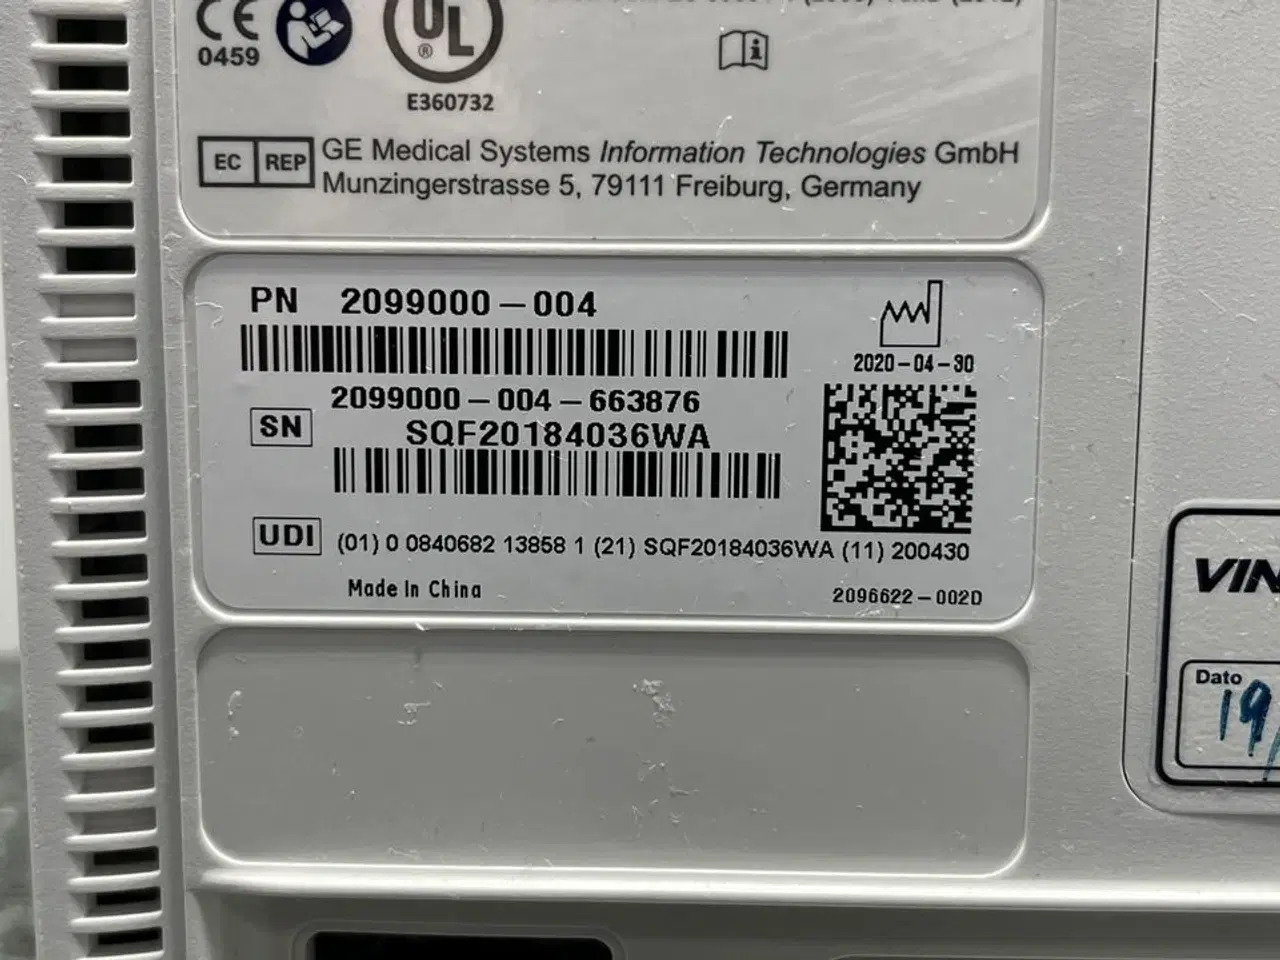 CE
0459
UL
®
E360732
EC REP GE Medical Systems Information Technologies GmbH
Munzingerstrasse 5, 79111 Freiburg, Germany
PN 2099000-004
2020-04-30
2099000-004-663876
SN SQF20184036WA
UDI (01) 0 0840682 13858 1 (21) SQF20184036WA (11) 200430
Made In China
2096622-002D
VIN
Dato
19/